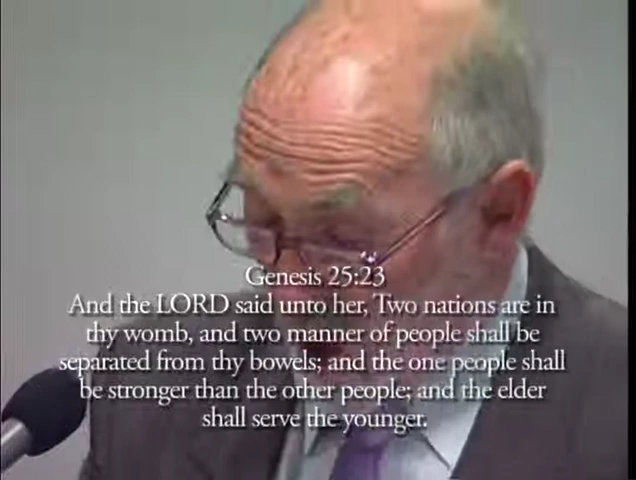 Genesis 25:23
And the LORD said unto her, Two nations are in
thy womb, and two manner of people shall be
separated from thy bowels; and the one people shall
be stronger than the other people; and the elder
shall serve the younger.